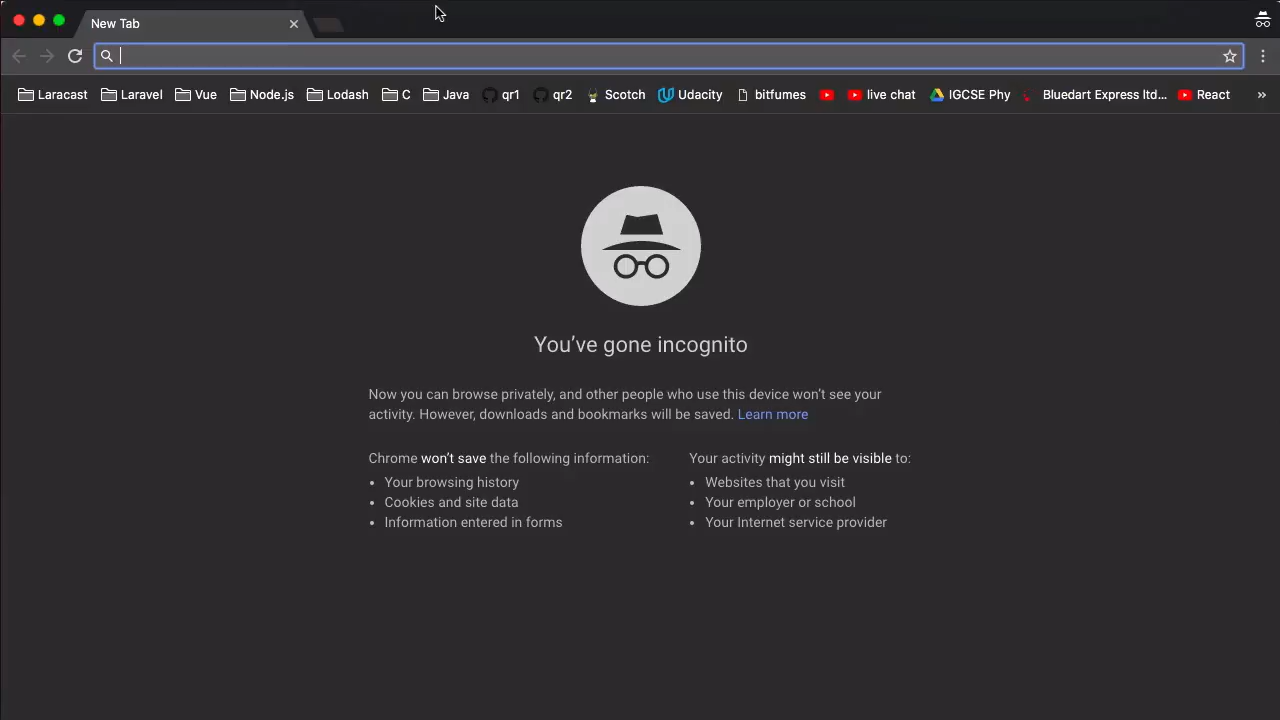 New Tab
Laracast Laravel Vue Node.js Lodash C Java qr1 qr2 Scotch Udacity bitfumes live chat IGCSE Phy Bluedart Express ltd... React »
You've gone incognito
Now you can browse privately, and other people who use this device won't see your
activity. However, downloads and bookmarks will be saved. Learn more
Chrome won't save the following information:
• Your browsing history
• Cookies and site data
• Information entered in forms
Your activity might still be visible to:
• Websites that you visit
• Your employer or school
• Your Internet service provider